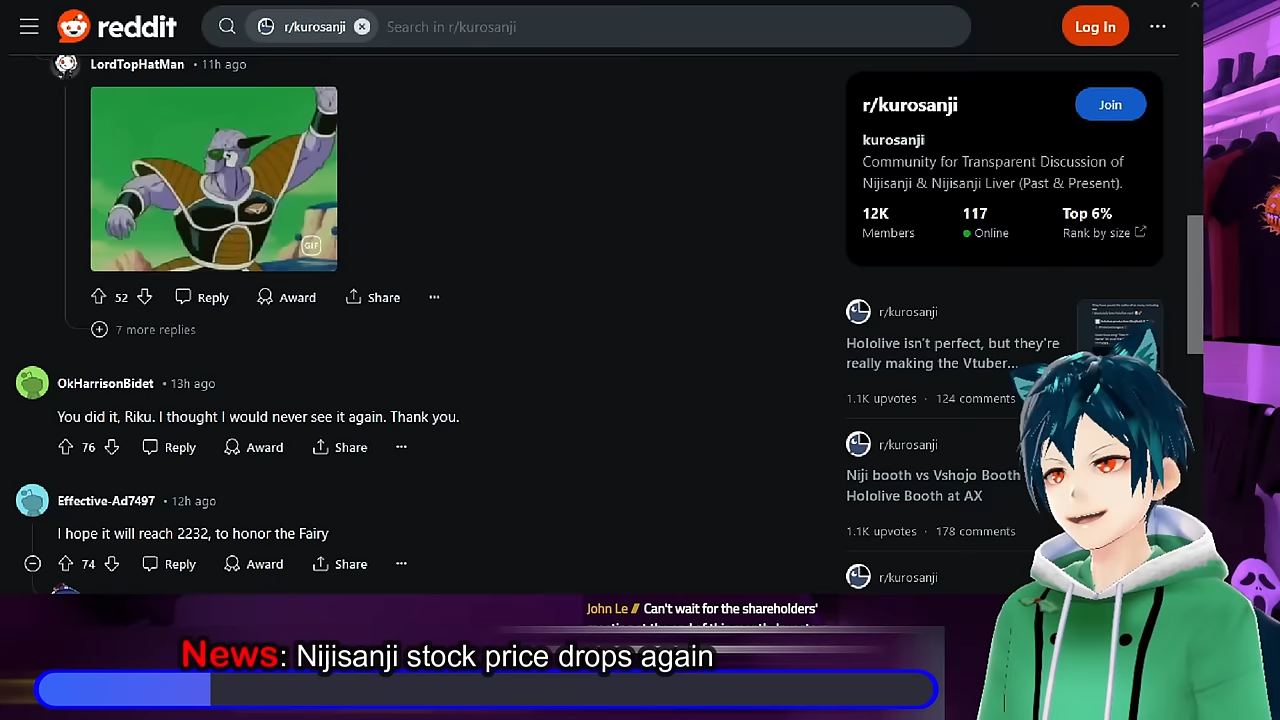 reddit
r/kurosanji
Search in r/kurosanji
Log In
LordTopHatMan • 11h ago
GIF
52
Reply
Award
Share
7 more replies
OkHarrisonBidet • 13h ago
You did it, Riku. I thought I would never see it again. Thank you.
76
Reply
Award
Share
Effective-Ad7497 • 12h ago
I hope it will reach 2232, to honor the Fairy
74
Reply
Award
Share
r/kurosanji
Join
kurosanji
Community for Transparent Discussion of
Nijisanji & Nijisanji Liver (Past & Present).
12K
117
Top 6%
Members
Online
Rank by size
r/kurosanji
Hololive isn't perfect, but they're
really making the Vtuber...
1.1K upvotes · 124 comments
r/kurosanji
Niji booth vs Vshojo Booth
Hololive Booth at AX
1.1K upvotes · 178 comments
r/kurosanji
John Le // Can't wait for the shareholders'
News: Nijisanji stock price drops again